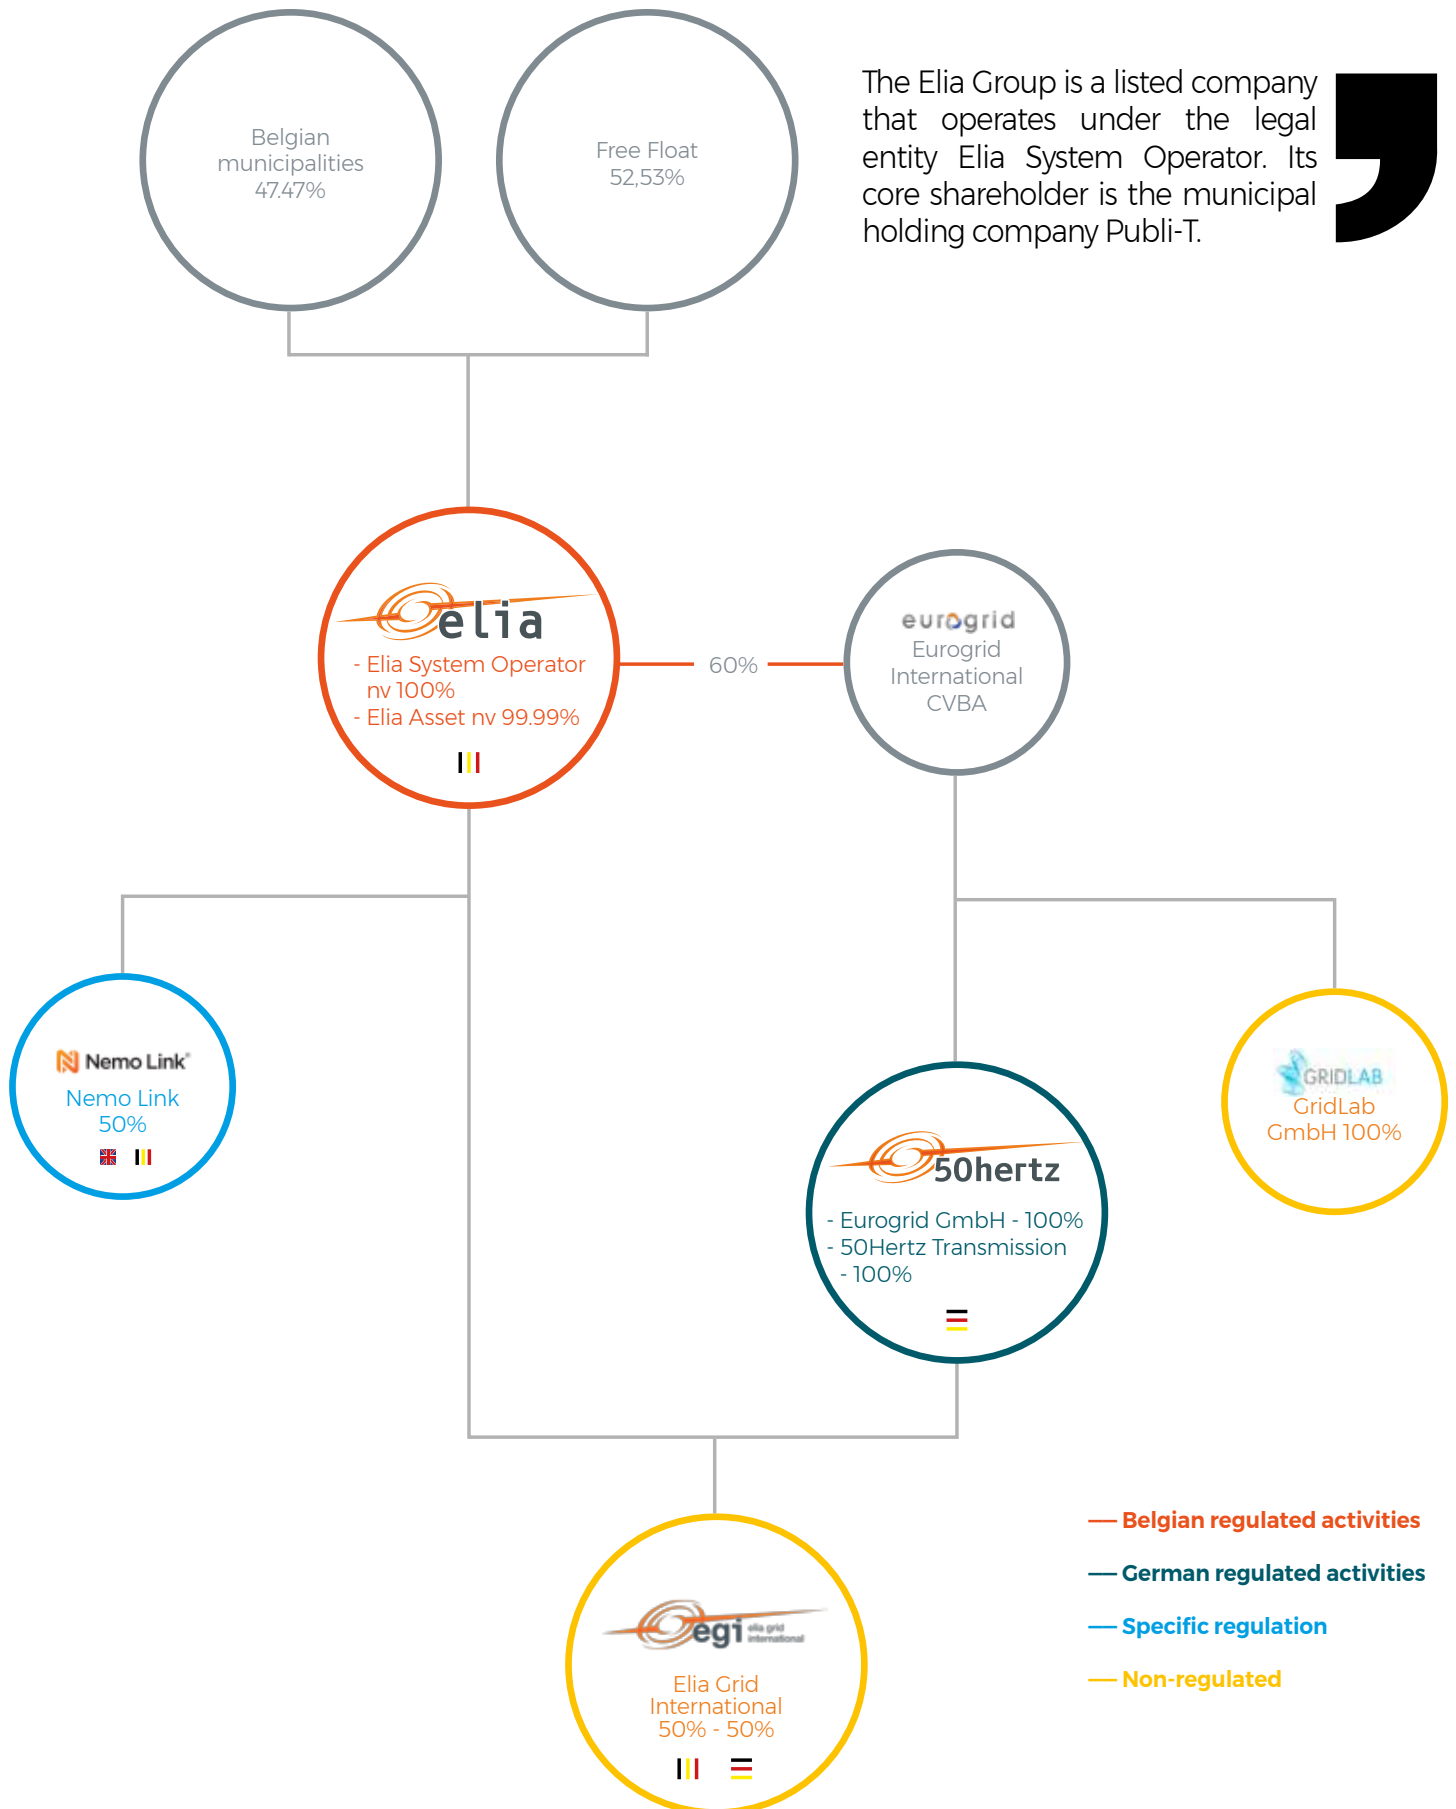 Belgian
municipalities
47.47%
Free Float
52,53%
The Elia Group is a listed company
that operates under the legal
entity Elia System Operator. Its
core shareholder is the municipal
holding company Publi-T.
elia
- Elia System Operator
nv 100%
- Elia Asset nv 99.99%
60%
eurogrid
Eurogrid
International
CVBA
Nemo Link®
Nemo Link
50%
GRIDLAB
GridLab
GmbH 100%
50hertz
- Eurogrid GmbH - 100%
- 50Hertz Transmission
- 100%
egi elia grid
international
Elia Grid
International
50% - 50%
Belgian regulated activities
German regulated activities
Specific regulation
Non-regulated